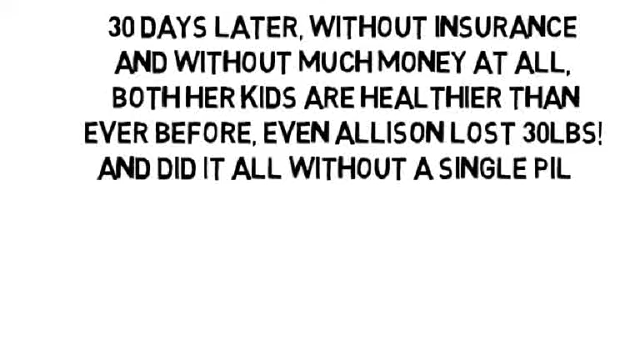 30 DAYS LATER, WITHOUT INSURANCE
AND WITHOUT MUCH MONEY AT ALL,
BOTH HER KIDS ARE HEALTHIER THAN
EVER BEFORE, EVEN ALLISON LOST 30LBS!
AND DID IT ALL WITHOUT A SINGLE PIL